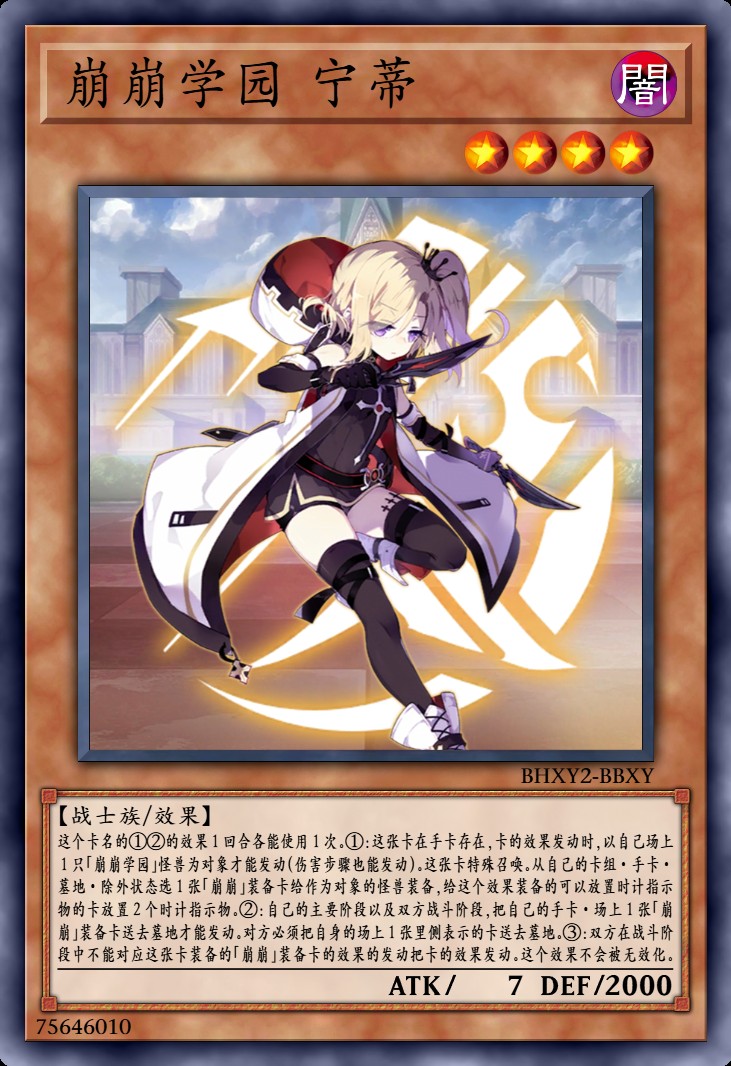 崩崩学园 宁蒂
闇
BHXY2-BBXY
【战士族/效果】
这个卡名的①②的效果1回合各能使用1次。①:这张卡在手卡存在,卡的效果发动时,以自己场上
1只「崩崩学园」怪兽为对象才能发动(伤害步骤也能发动)。这张卡特殊召唤。从自己的卡组·手卡·
墓地·除外状态选1张「崩崩」装备卡给作为对象的怪兽装备,给这个效果装备的可以放置时计指示
物的卡放置2个时计指示物。②:自己的主要阶段以及双方战斗阶段,把自己的手卡·场上1张「崩
崩」装备卡送去墓地才能发动。对方必须把自身的场上1张里侧表示的卡送去墓地。③:双方在战斗阶
段中不能对应这张卡装备的「崩崩」装备卡的效果的发动把卡的效果发动。这个效果不会被无效化。
ATK/ 7 DEF/2000
75646010